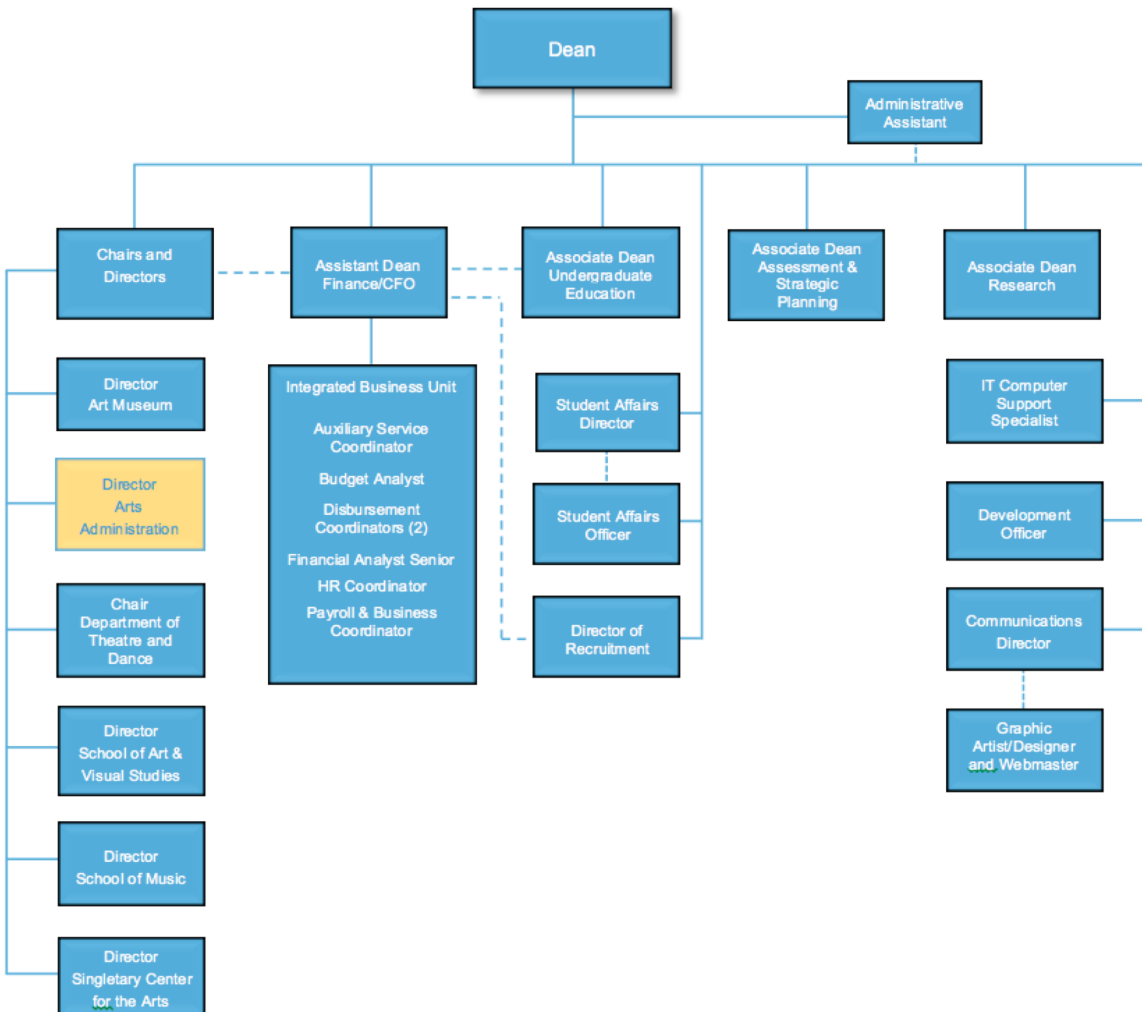 Dean
Administrative
Assistant
Chairs and
Directors
Assistant Dean
Finance/CFO
Associate Dean
Undergraduate
Education
Associate Dean
Assessment &
Strategic
Planning
Associate Dean
Research
Director
Art Museum
Director
Arts
Administration
Chair
Department of
Theatre and
Dance
Director
School of Art &
Visual Studies
Director
School of Music
Director
Singletary Center
for the Arts
Integrated Business Unit
Auxiliary Service
Coordinator
Budget Analyst
Disbursement
Coordinators (2)
Financial Analyst Senior
HR Coordinator
Payroll & Business
Coordinator
Student Affairs
Director
Student Affairs
Officer
Director of
Recruitment
IT Computer
Support
Specialist
Development
Officer
Communications
Director
Graphic
Artist/Designer
and Webmaster